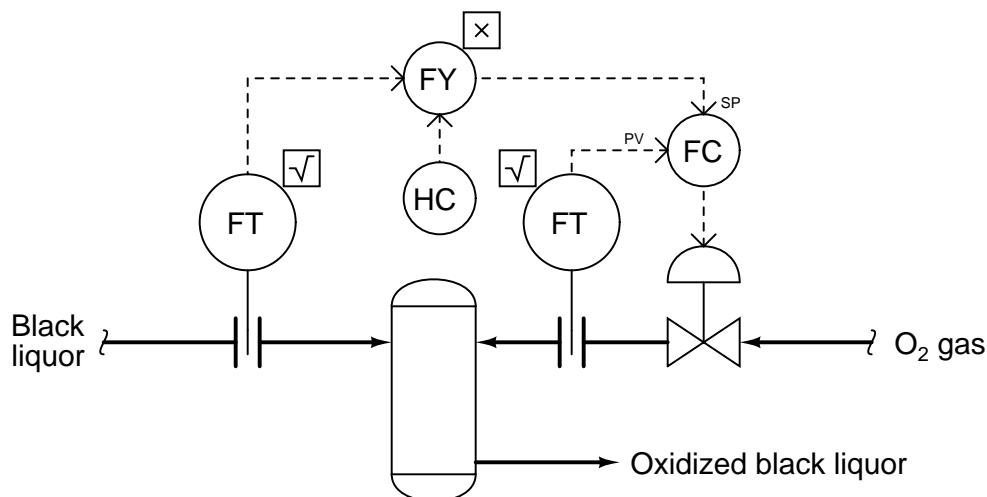 ×
FY
SP
PV
FC
√
√
FT
HC
FT
Black
liquor
O₂ gas
Oxidized black liquor